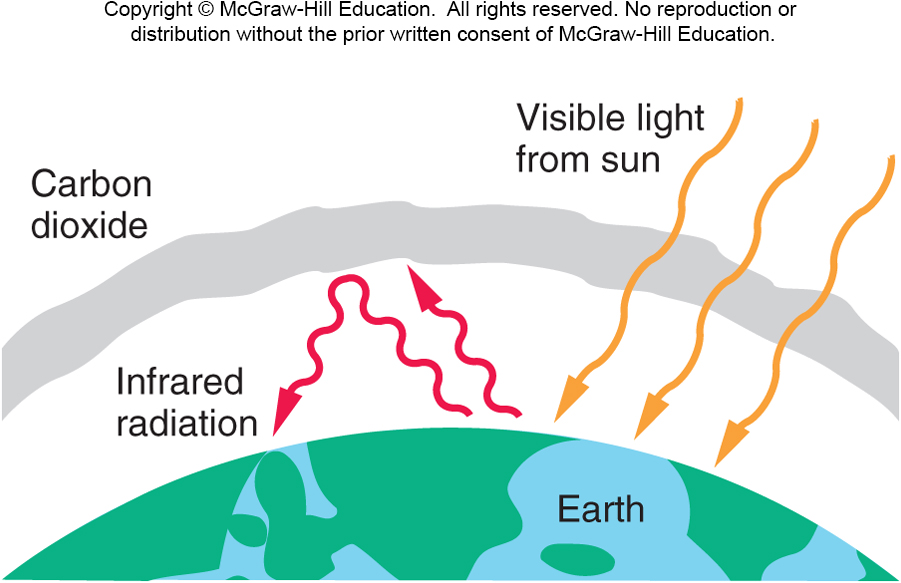 Copyright © McGraw-Hill Education.  All rights reserved. No reproduction or
distribution without the prior written consent of McGraw-Hill Education.
Visible light
from sun
Carbon
dioxide
Infrared
radiation
Earth